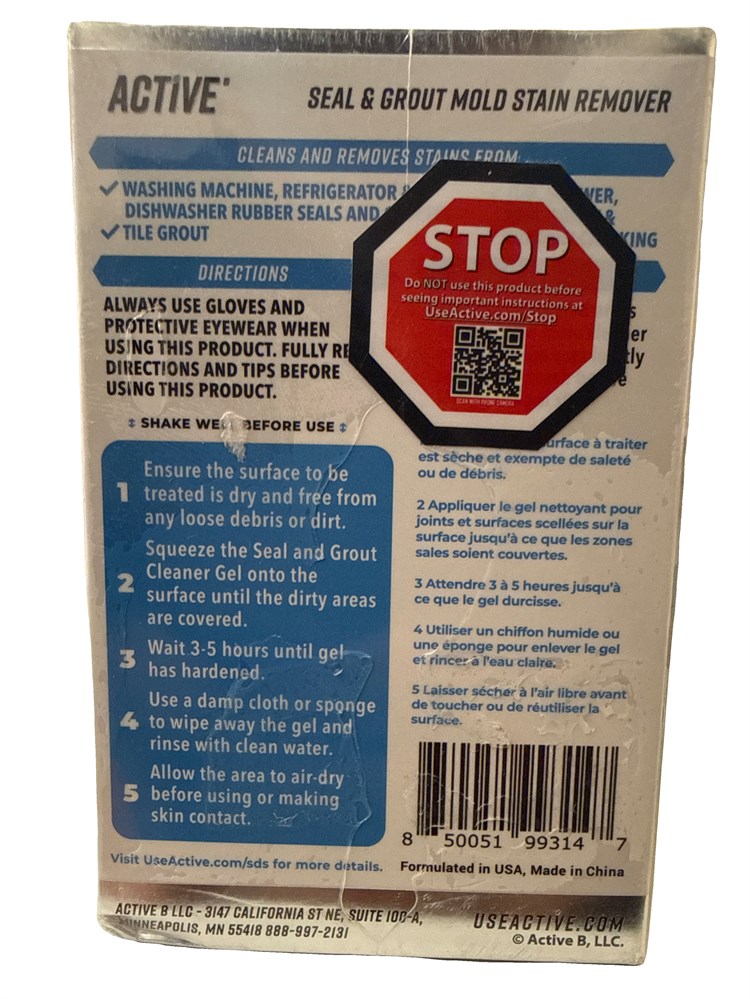 ACTIVE
SEAL & GROUT MOLD STAIN REMOVER
CLEANS AND REMOVES STAINS FROM
✓ WASHING MACHINE, REFRIGERATOR
DISHWASHER RUBBER SEALS AND
✓ TILE GROUT
WER,
&
KING
DIRECTIONS
ALWAYS USE GLOVES AND
PROTECTIVE EYEWEAR WHEN
USING THIS PRODUCT. FULLY RE
DIRECTIONS AND TIPS BEFORE
USING THIS PRODUCT.
STOP
Do NOT use this product before
seeing important instructions at
UseActive.com/Stop
SCAN WITH PHONE CAMERA
s
er
tly
e
SHAKE WELL BEFORE USE
1 Ensure the surface to be
treated is dry and free from
any loose debris or dirt.
2 Squeeze the Seal and Grout
Cleaner Gel onto the
surface until the dirty areas
are covered.
3 Wait 3-5 hours until gel
has hardened.
4 Use a damp cloth or sponge
to wipe away the gel and
rinse with clean water.
5 Allow the area to air-dry
before using or making
skin contact.
urface à traiter
est sèche et exempte de saleté
ou de débris.
2 Appliquer le gel nettoyant pour
joints et surfaces scellées sur la
surface jusqu'à ce que les zones
sales soient couvertes.
3 Attendre 3 à 5 heures jusqu'à
ce que le gel durcisse.
4 Utiliser un chiffon humide ou
une éponge pour enlever le gel
et rincer à l'eau claire.
5 Laisser sécher à l'air libre avant
de toucher ou de réutiliser la
surface.
8 50051 99314 7
Visit UseActive.com/sds for more details.
Formulated in USA, Made in China
ACTIVE B LLC - 3147 CALIFORNIA ST NE, SUITE 100-A,
MINNEAPOLIS, MN 55418 888-997-2131
USEACTIVE.COM
© Active B, LLC.